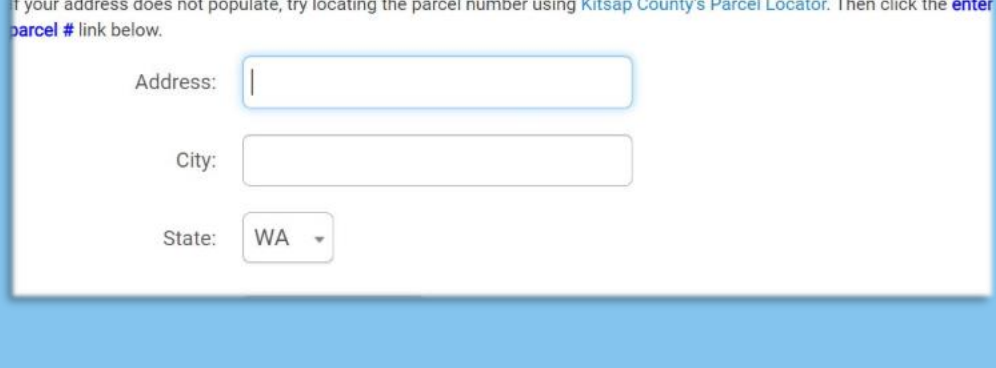 If your address does not populate, try locating the parcel number using Kitsap County's Parcel Locator. Then click the enter
parcel # link below.
Address:
City:
State: WA